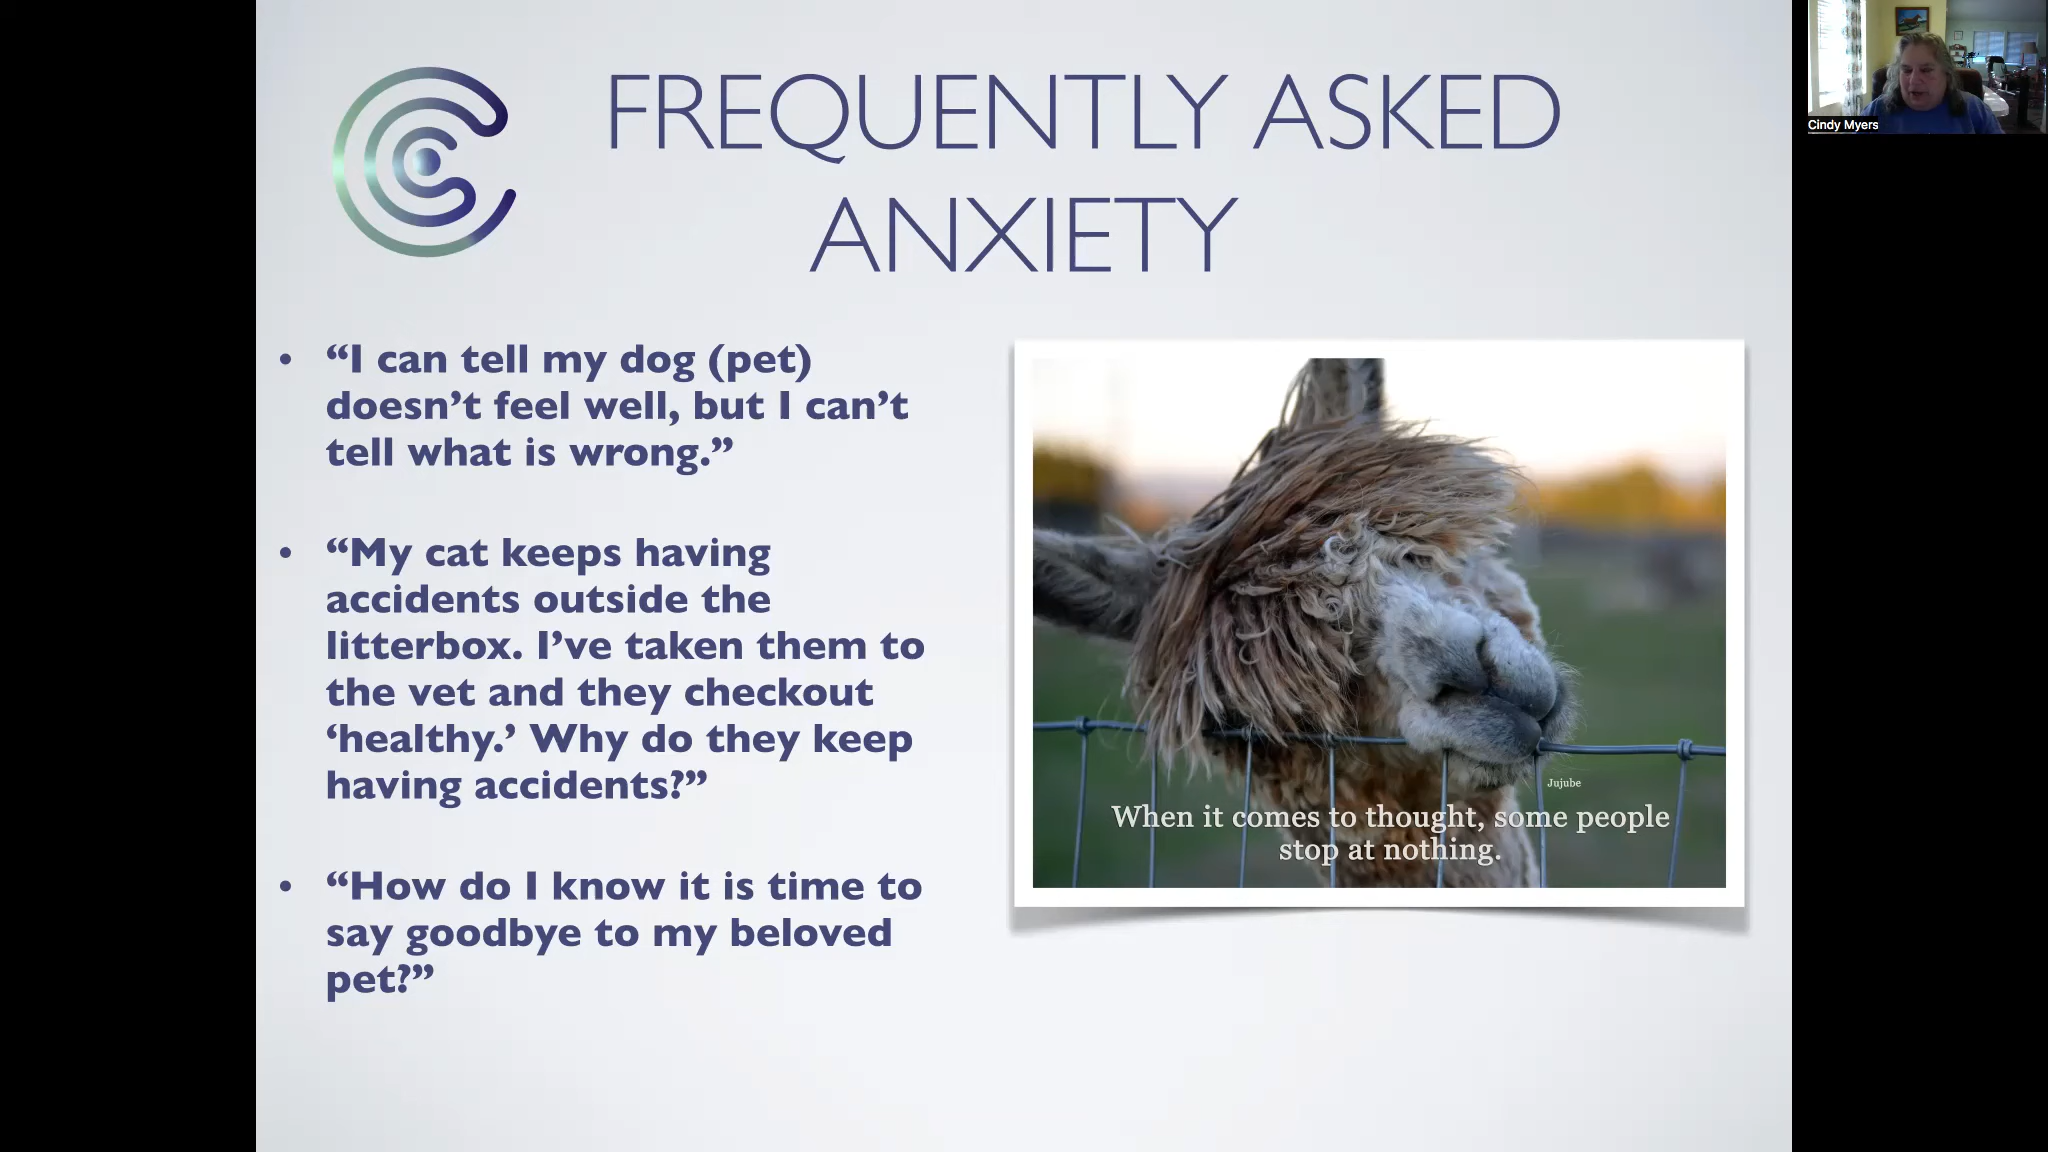 FREQUENTLY ASKED
ANXIETY
Cindy Myers
• “I can tell my dog (pet)
doesn’t feel well, but I can’t
tell what is wrong.”
• “My cat keeps having
accidents outside the
litterbox. I’ve taken them to
the vet and they checkout
‘healthy.’ Why do they keep
having accidents?”
• “How do I know it is time to
say goodbye to my beloved
pet?”
Jujube
When it comes to thought, some people
stop at nothing.